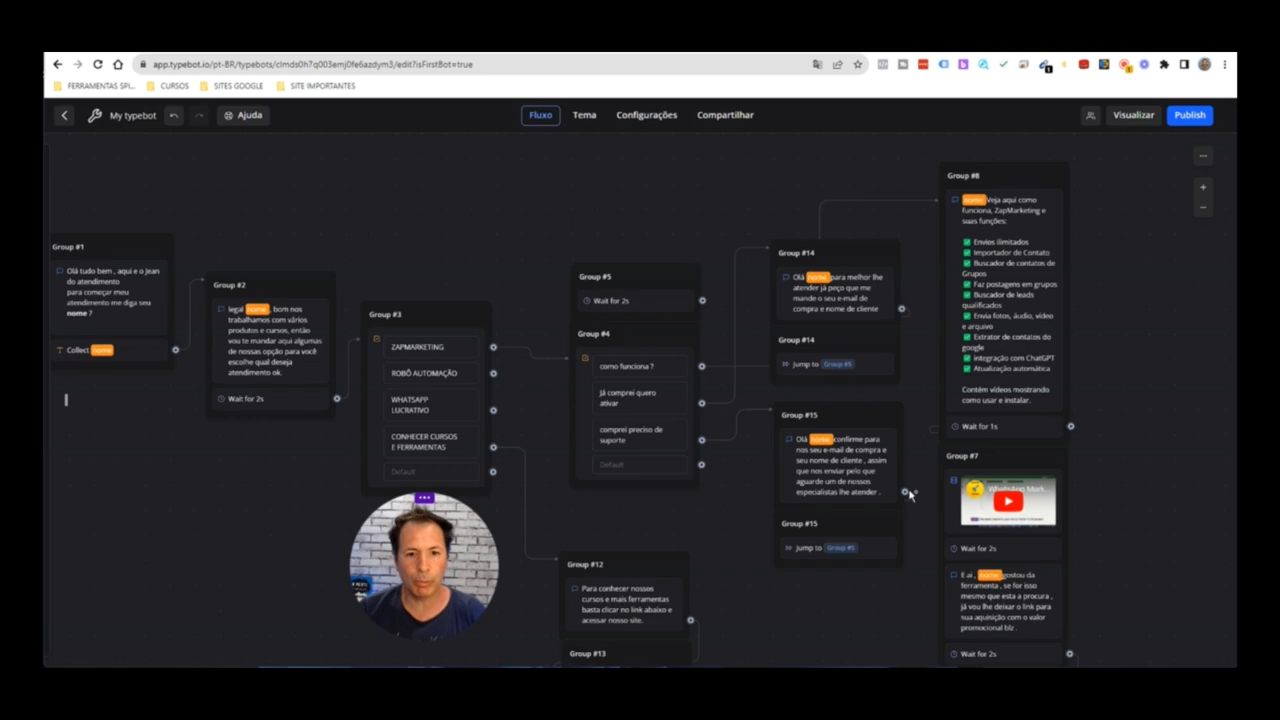 app.typebot.io/pt-BR/typebots/clmds0h7q003emj0fe6azdym3/edit?isFirstBot=true
FERRAMENTAS SPI...
CURSOS
SITES GOOGLE
SITE IMPORTANTES
My typebot
Ajuda
Fluxo
Tema
Configurações
Compartilhar
Visualizar
Publish
Group #1
Olá tudo bem , aqui e o Jean
do atendimento
para começar meu
atendimento me diga seu
nome ?
Collect nome
Group #2
legal nome , bom nos
trabalhamos com vários
produtos e cursos, então
vou te mandar aqui algumas
de nossas opção para você
escolhe qual deseja
atendimento ok.
Wait for 2s
Group #3
ZAPMARKETING
ROBÔ AUTOMAÇÃO
WHATSAPP
LUCRATIVO
CONHECER CURSOS
E FERRAMENTAS
Default
Group #5
Wait for 2s
Group #4
como funciona ?
Já comprei quero
ativar
comprei preciso de
suporte
Default
Group #12
Para conhecer nossos
cursos e mais ferramentas
basta clicar no link abaixo e
acessar nosso site.
Group #13
Group #14
Olá nome para melhor lhe
atender já peço que me
mande o seu e-mail de
compra e nome de cliente
Group #14
Jump to Group #5
Group #15
Olá nome confirme para
nos seu e-mail de compra e
seu nome de cliente , assim
que nos enviar pelo que
aguarde um de nossos
especialistas lhe atender .
Group #15
Jump to Group #5
Group #8
nome Veja aqui como
funciona, ZapMarketing e
suas funções:
✅ Envios ilimitados
✅ Importador de Contato
✅ Buscador de contatos de
Grupos
✅ Faz postagens em grupos
✅ Buscador de leads
qualificados
✅ Envia fotos, áudio, vídeo
e arquivo
✅ Extrator de contatos do
google
✅ integração com ChatGPT
✅ Atualização automática
Contém vídeos mostrando
como usar e instalar.
Wait for 1s
Group #7
WhatsApp Mark...
Wait for 2s
E ai , nome gostou da
ferramenta , se for isso
mesmo que esta a procura ,
já vou lhe deixar o link para
sua aquisição com o valor
promocional blz .
Wait for 2s